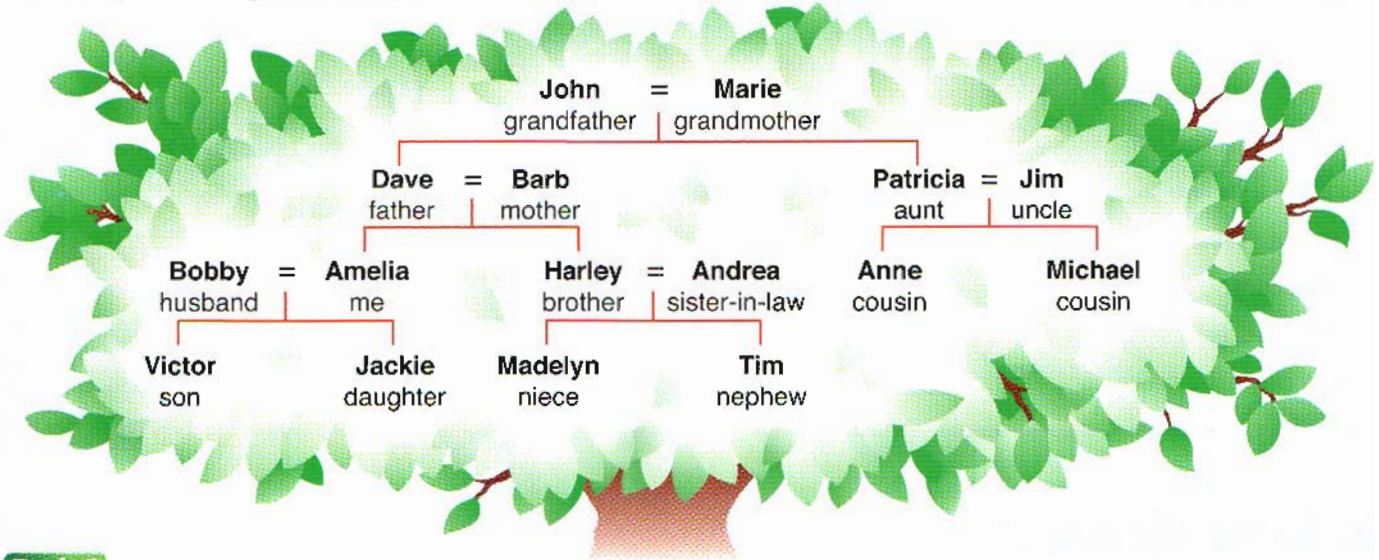 John = Marie
grandfather grandmother
Dave = Barb Patricia = Jim
father mother aunt uncle
Bobby = Amelia Harley = Andrea Anne Michael
husband me brother sister-in-law cousin cousin
Victor Jackie Madelyn Tim
son daughter niece nephew